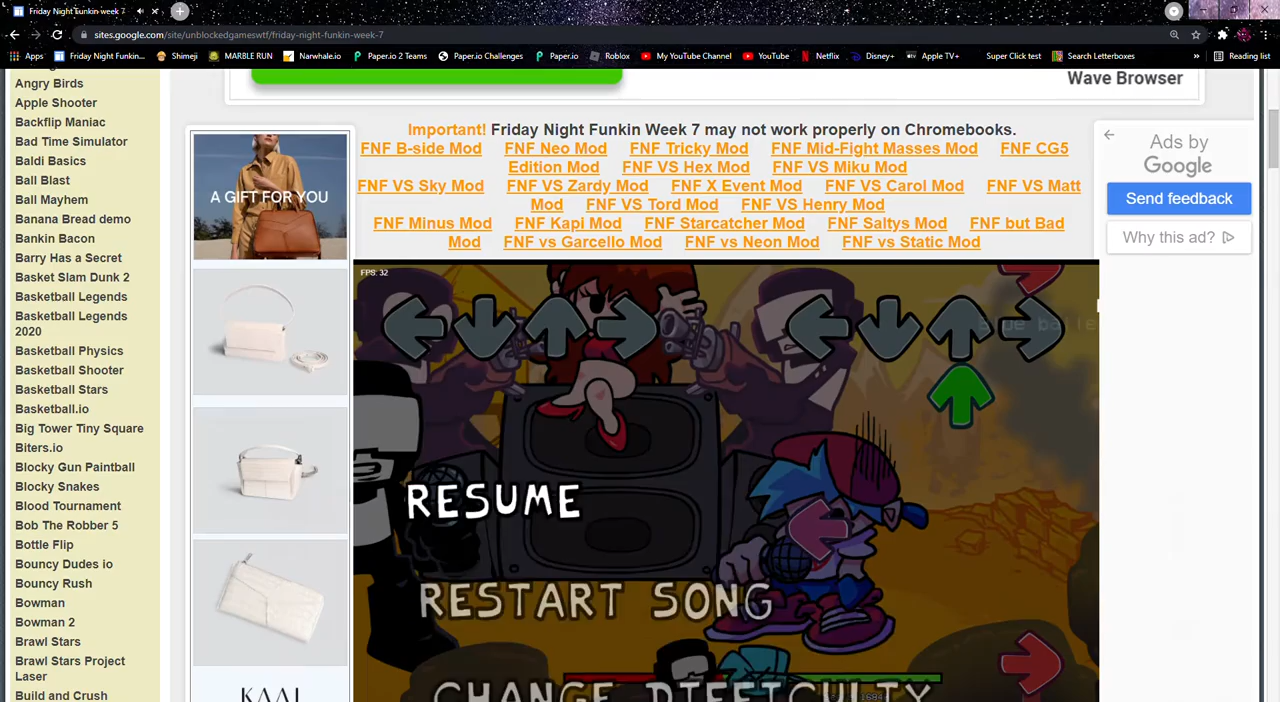 Friday Night Funkin week 7
sites.google.com/site/unblockedgameswtf/friday-night-funkin-week-7
Apps Friday Night Funkin... Shimeji MARBLE RUN Narwhale.io Paper.io 2 Teams Paper.io Challenges Paper.io Roblox My YouTube Channel YouTube Netflix Disney+ Apple TV+ Super Click test Search Letterboxes » Reading list
Angry Birds
Apple Shooter
Backflip Maniac
Bad Time Simulator
Baldi Basics
Ball Blast
Ball Mayhem
Banana Bread demo
Bankin Bacon
Barry Has a Secret
Basket Slam Dunk 2
Basketball Legends
Basketball Legends
2020
Basketball Physics
Basketball Shooter
Basketball Stars
Basketball.io
Big Tower Tiny Square
Biters.io
Blocky Gun Paintball
Blocky Snakes
Blood Tournament
Bob The Robber 5
Bottle Flip
Bouncy Dudes io
Bouncy Rush
Bowman
Bowman 2
Brawl Stars
Brawl Stars Project
Laser
Build and Crush
Wave Browser
A GIFT FOR YOU
Important! Friday Night Funkin Week 7 may not work properly on Chromebooks.
FNF B-side Mod FNF Neo Mod FNF Tricky Mod FNF Mid-Fight Masses Mod FNF CG5
Edition Mod FNF VS Hex Mod FNF VS Miku Mod
FNF VS Sky Mod FNF VS Zardy Mod FNF X Event Mod FNF VS Carol Mod FNF VS Matt
Mod FNF VS Tord Mod FNF VS Henry Mod
FNF Minus Mod FNF Kapi Mod FNF Starcatcher Mod FNF Saltys Mod FNF but Bad
Mod FNF vs Garcello Mod FNF vs Neon Mod FNF vs Static Mod
FPS: 32
RESUME
RESTART SONG
CHANGE DIFFICULTY
Ads by
Google
Send feedback
Why this ad?